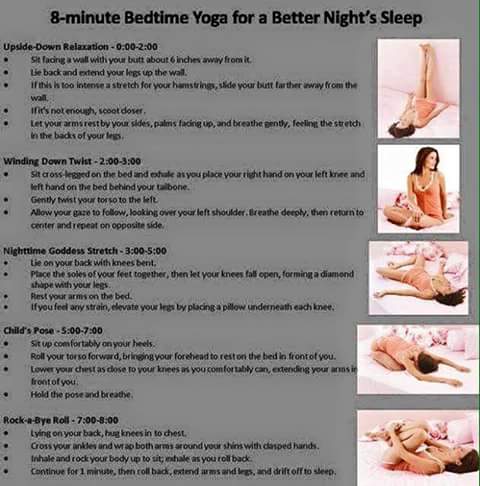 8-minute Bedtime Yoga for a Better Night's Sleep
Upside-Down Relaxation - 0:00-2:00
• Sit facing a wall with your butt about 6 inches away from it.
• Lie back and extend your legs up the wall.
• If this is too intense a stretch for your hamstrings, slide your butt farther away from the
wall.
• If it's not enough, scoot closer.
• Let your arms rest by your sides, palms facing up, and breathe gently, feeling the stretch
in the backs of your legs.
Winding Down Twist - 2:00-3:00
• Sit cross-legged on the bed and exhale as you place your right hand on your left knee and
left hand on the bed behind your tailbone.
• Gently twist your torso to the left.
• Allow your gaze to follow, looking over your left shoulder. Breathe deeply, then return to
center and repeat on opposite side.
Nighttime Goddess Stretch - 3:00-5:00
• Lie on your back with knees bent.
• Place the soles of your feet together, then let your knees fall open, forming a diamond
shape with your legs.
• Rest your arms on the bed.
• If you feel any strain, elevate your legs by placing a pillow underneath each knee.
Child's Pose - 5:00-7:00
• Sit up comfortably on your heels.
• Roll your torso forward, bringing your forehead to rest on the bed in front of you.
• Lower your chest as close to your knees as you comfortably can, extending your arms in
front of you.
• Hold the pose and breathe.
Rock-a-Bye Roll - 7:00-8:00
• Lying on your back, hug knees in to chest.
• Cross your ankles and wrap both arms around your shins with clasped hands.
• Inhale and rock your body up to sit; exhale as you roll back.
• Continue for 1 minute, then roll back, extend arms and legs, and drift off to sleep.